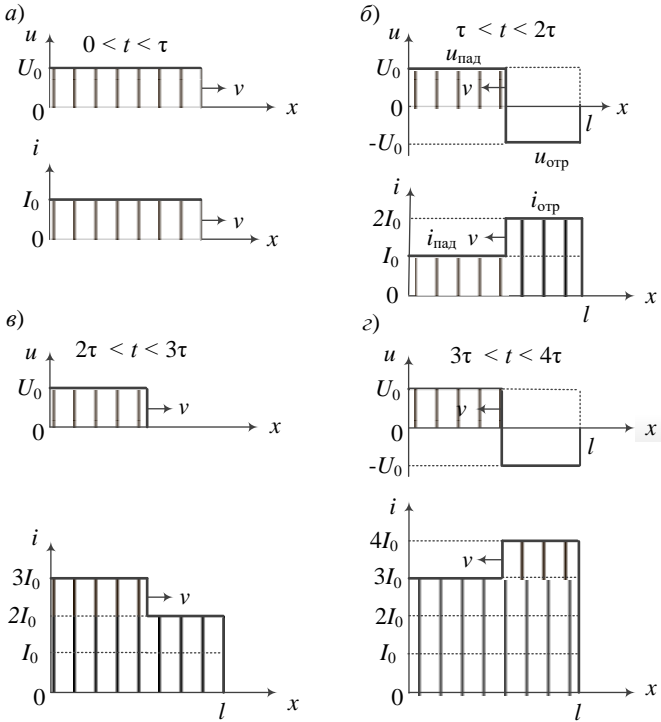 а)
u
0 < t < τ
U0
v
0
x
i
I0
v
0
x
б)
u
τ < t < 2τ
uпад
U0
v
0
x
l
-U0
uотр
i
iотр
2I0
iпад v
I0
0
x
l
в)
u
2τ < t < 3τ
U0
v
0
x
i
3I0
v
2I0
I0
0
l
x
г)
u
3τ < t < 4τ
U0
v
0
x
l
-U0
i
4I0
v
3I0
2I0
I0
0
l
x